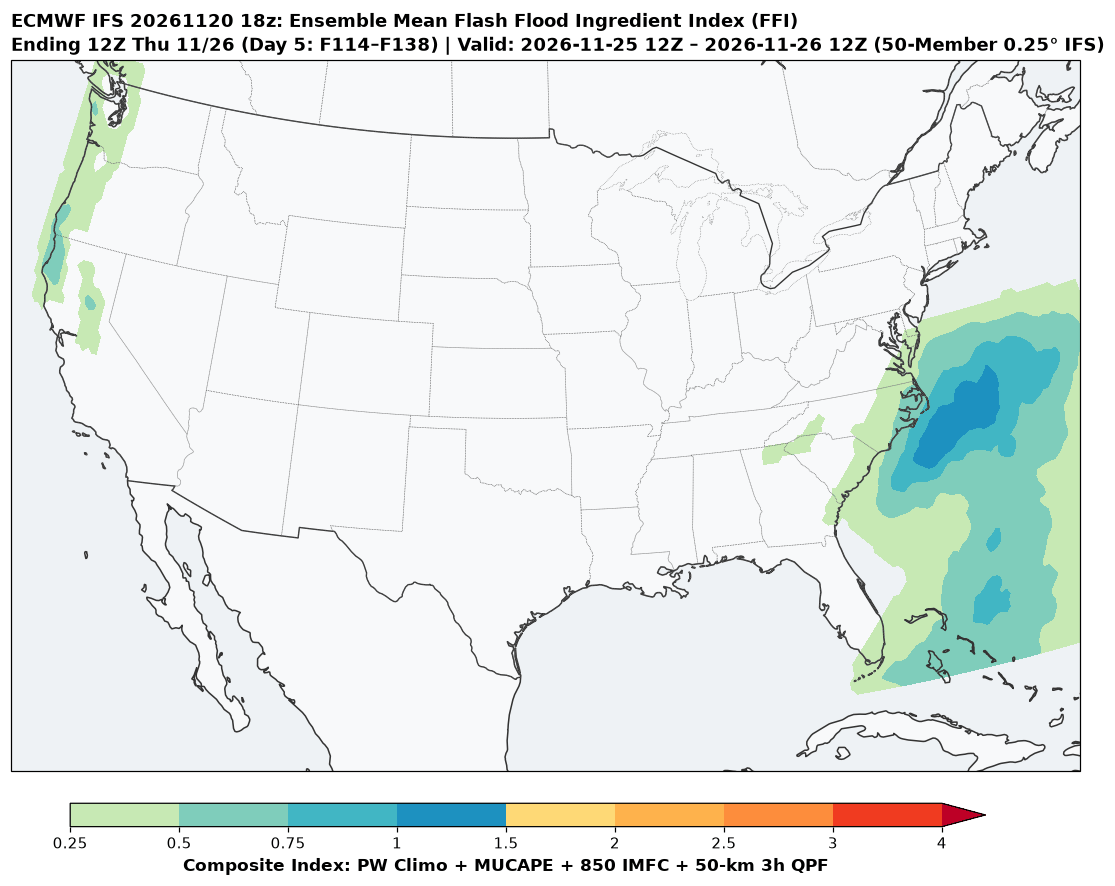 ECMWF IFS 20261120 18z: Ensemble Mean Flash Flood Ingredient Index (FFI)
Ending 12Z Thu 11/26 (Day 5: F114–F138) | Valid: 2026-11-25 12Z – 2026-11-26 12Z (50-Member 0.25° IFS)
0.25 0.5 0.75 1 1.5 2 2.5 3 4
Composite Index: PW Climo + MUCAPE + 850 IMFC + 50-km 3h QPF